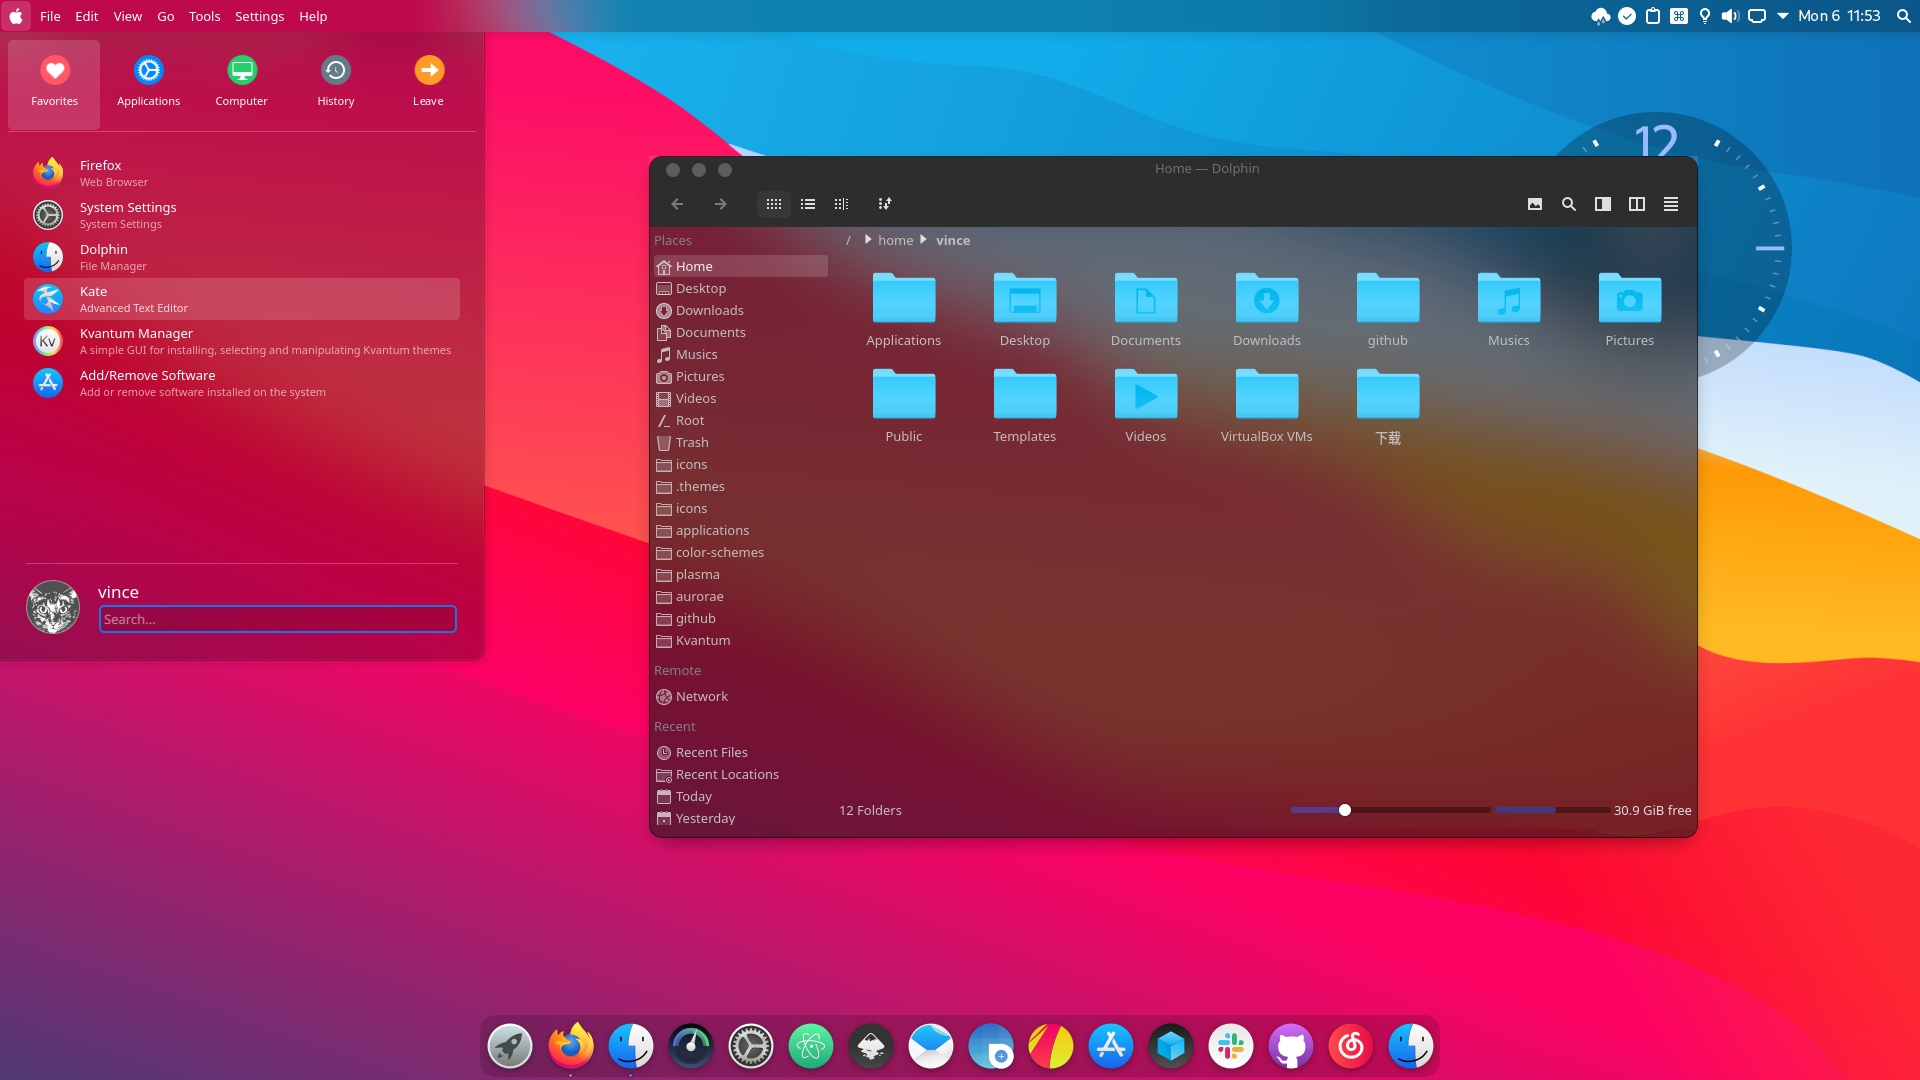 File Edit View Go Tools Settings Help
Mon 6 11:53
Favorites Applications Computer History Leave
Firefox
Web Browser
System Settings
System Settings
Dolphin
File Manager
Kate
Advanced Text Editor
Kvantum Manager
A simple GUI for installing, selecting and manipulating Kvantum themes
Add/Remove Software
Add or remove software installed on the system
vince
Search...
12
Home — Dolphin
/ home vince
Places
Home
Desktop
Downloads
Documents
Musics
Pictures
Videos
Root
Trash
icons
.themes
icons
applications
color-schemes
plasma
aurorae
github
Kvantum
Remote
Network
Recent
Recent Files
Recent Locations
Today
Yesterday
Applications Desktop Documents Downloads github Musics Pictures
Public Templates Videos VirtualBox VMs 下载
12 Folders
30.9 GiB free